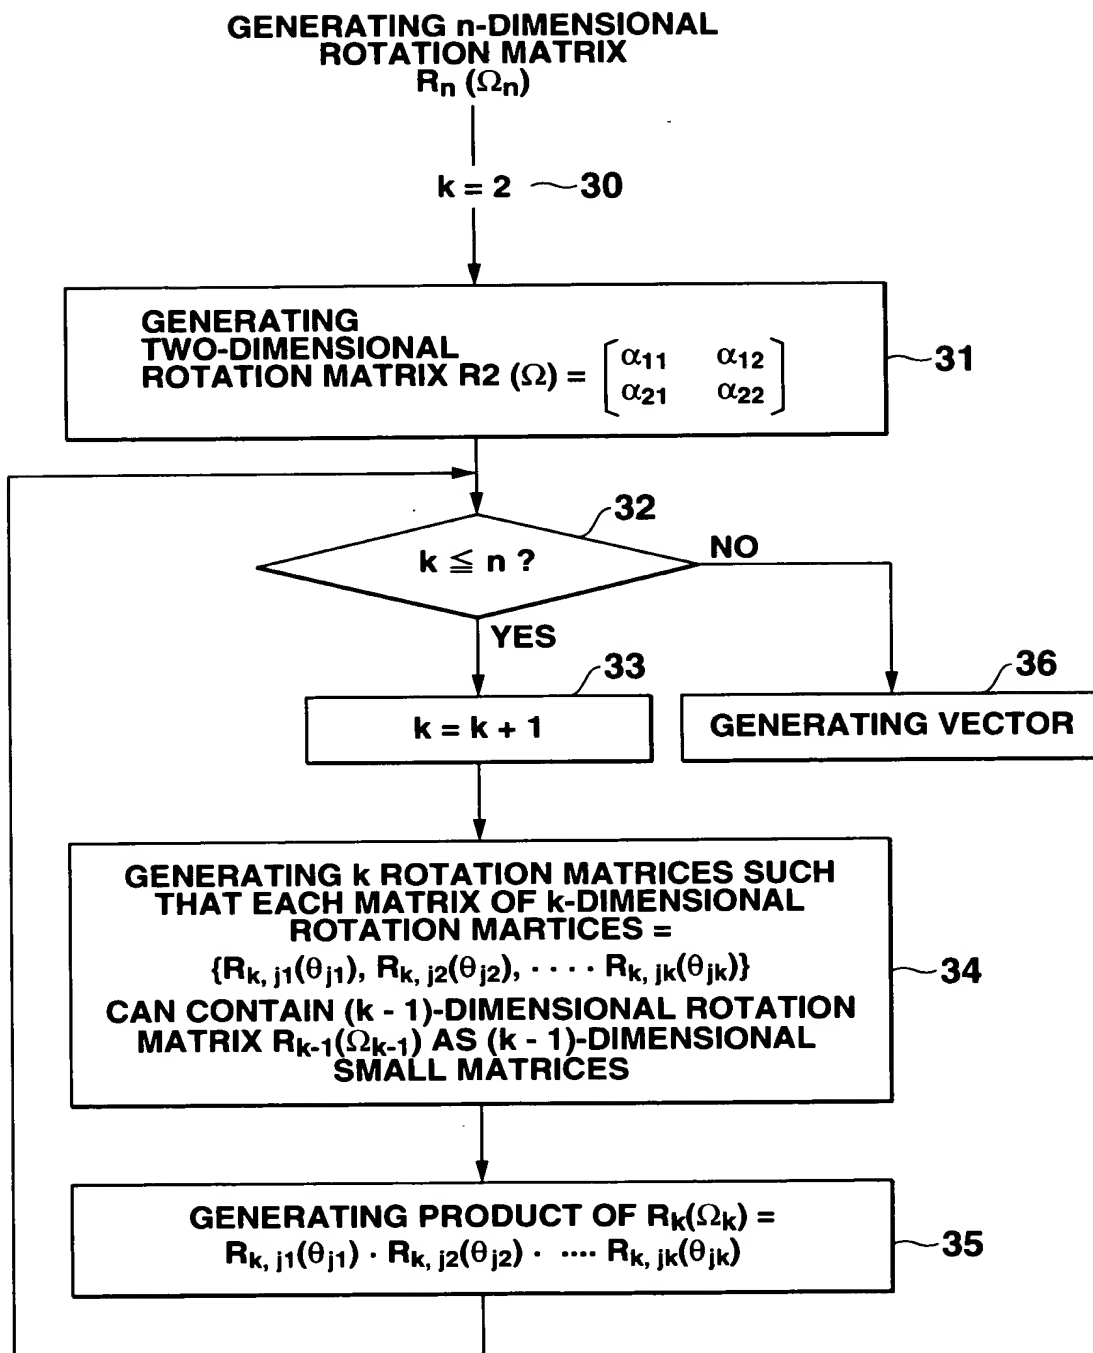 GENERATING n-DIMENSIONAL
ROTATION MATRIX
Rn (Ωn)
k = 2 30
GENERATING
TWO-DIMENSIONAL
ROTATION MATRIX R2 (Ω) = [α11 α12
α21 α22]
31
32
k ≦ n ?
NO
YES
33
k = k + 1
36
GENERATING VECTOR
GENERATING k ROTATION MATRICES SUCH
THAT EACH MATRIX OF k-DIMENSIONAL
ROTATION MARTICES =
{Rk, j1(θj1), Rk, j2(θj2), · · · · Rk, jk(θjk)}
CAN CONTAIN (k - 1)-DIMENSIONAL ROTATION
MATRIX Rk-1(Ωk-1) AS (k - 1)-DIMENSIONAL
SMALL MATRICES
34
GENERATING PRODUCT OF Rk(Ωk) =
Rk, j1(θj1) · Rk, j2(θj2) · ···· Rk, jk(θjk)
35